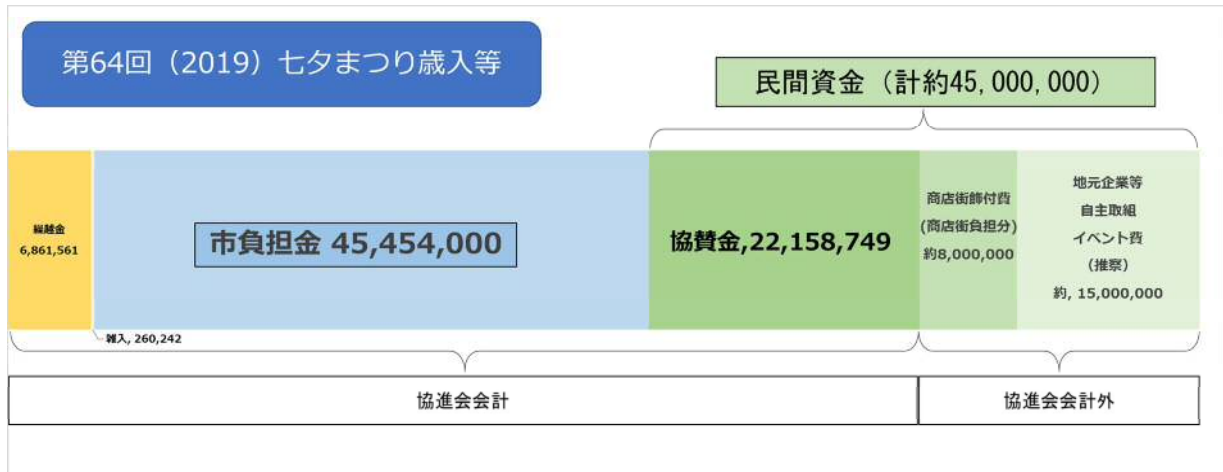 第64回（2019）七夕まつり歳入等
民間資金（計約45,000,000）
繰越金
6,861,561
市負担金 45,454,000
協賛金,22,158,749
商店街飾付費
(商店街負担分)
約8,000,000
地元企業等
自主取組
イベント費
(推察)
約, 15,000,000
雑入, 260,242
協進会会計
協進会会計外